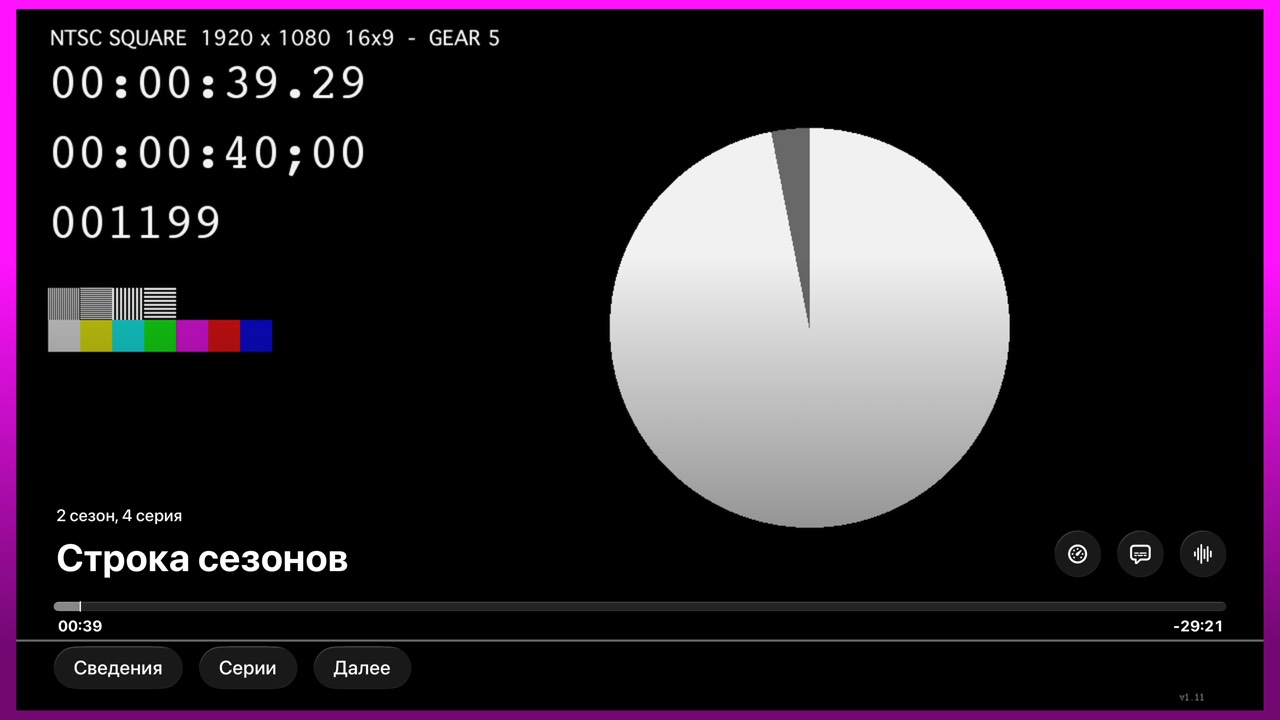 NTSC SQUARE 1920 x 1080 16x9 - GEAR 5
00:00:39.29
00:00:40;00
001199
2 сезон, 4 серия
Строка сезонов
00:39
-29:21
Сведения
Серии
Далее
v1.11